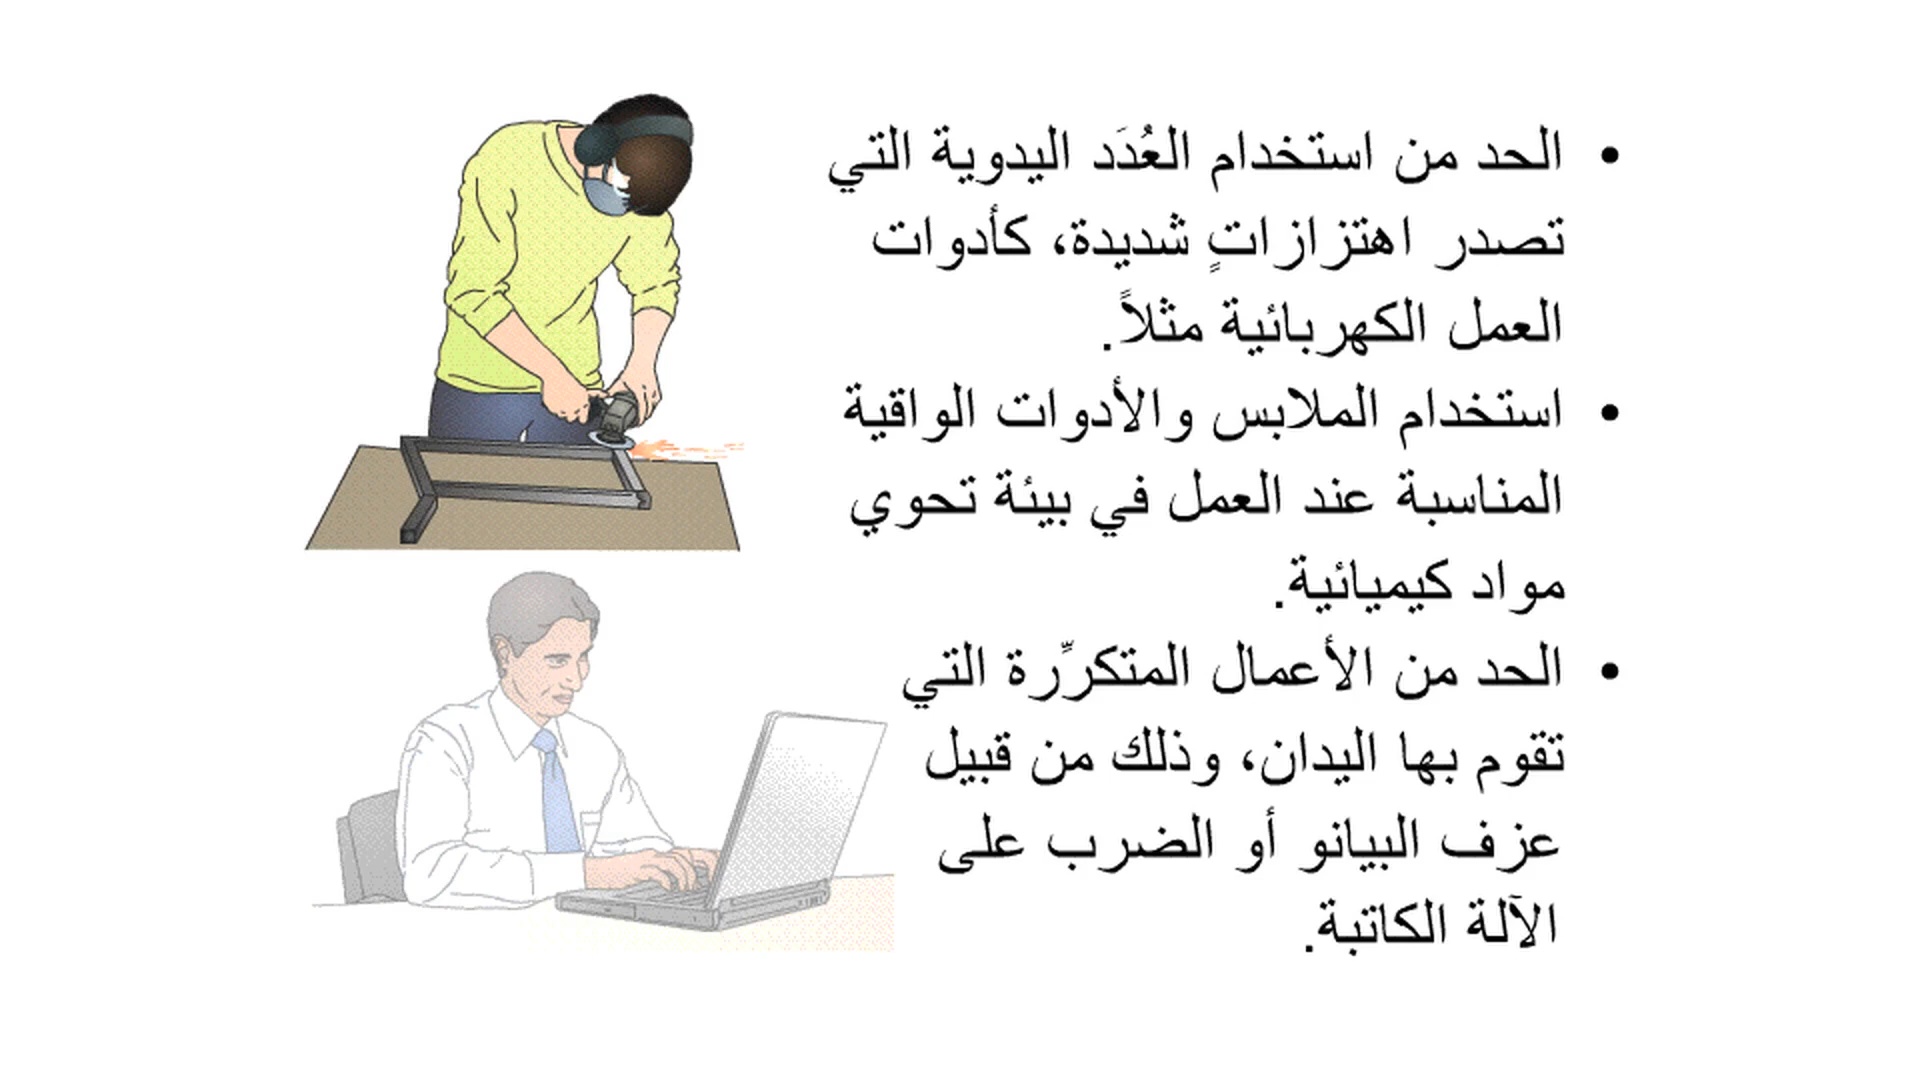 • الحد من استخدام العُدَد اليدوية التي
تصدر اهتزازاتٍ شديدة، كأدوات
العمل الكهربائية مثلاً.
• استخدام الملابس والأدوات الواقية
المناسبة عند العمل في بيئة تحوي
مواد كيميائية.
• الحد من الأعمال المتكرِّرة التي
تقوم بها اليدان، وذلك من قبيل
عزف البيانو أو الضرب على
الآلة الكاتبة.